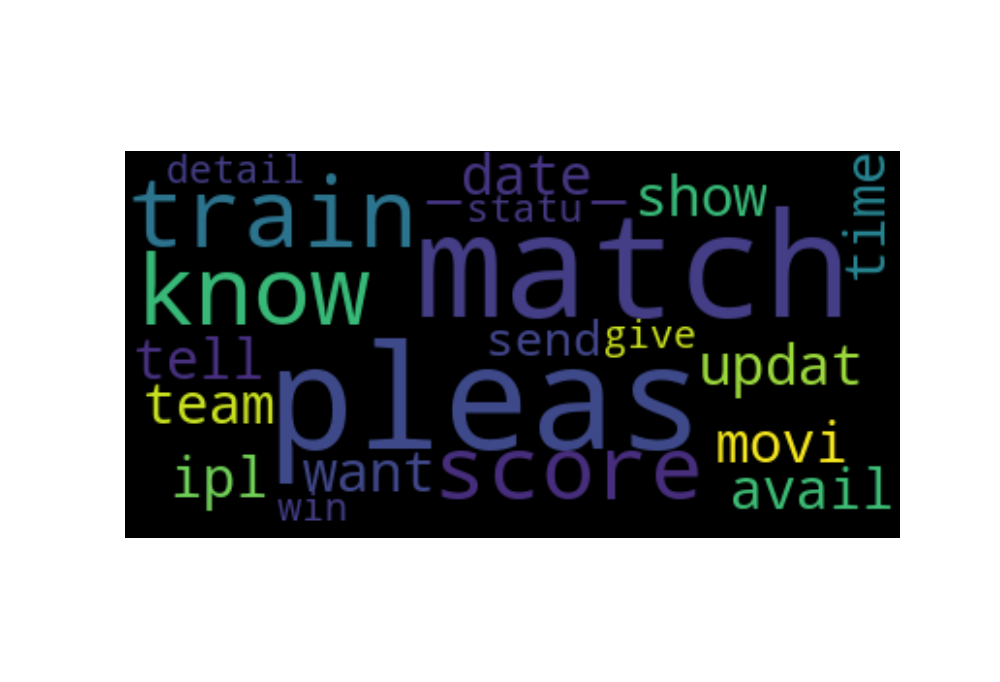 detail
date
time
train
statu
show
match
know
send
give
tell
pleas
updat
team
movi
ipl
want
score
avail
win